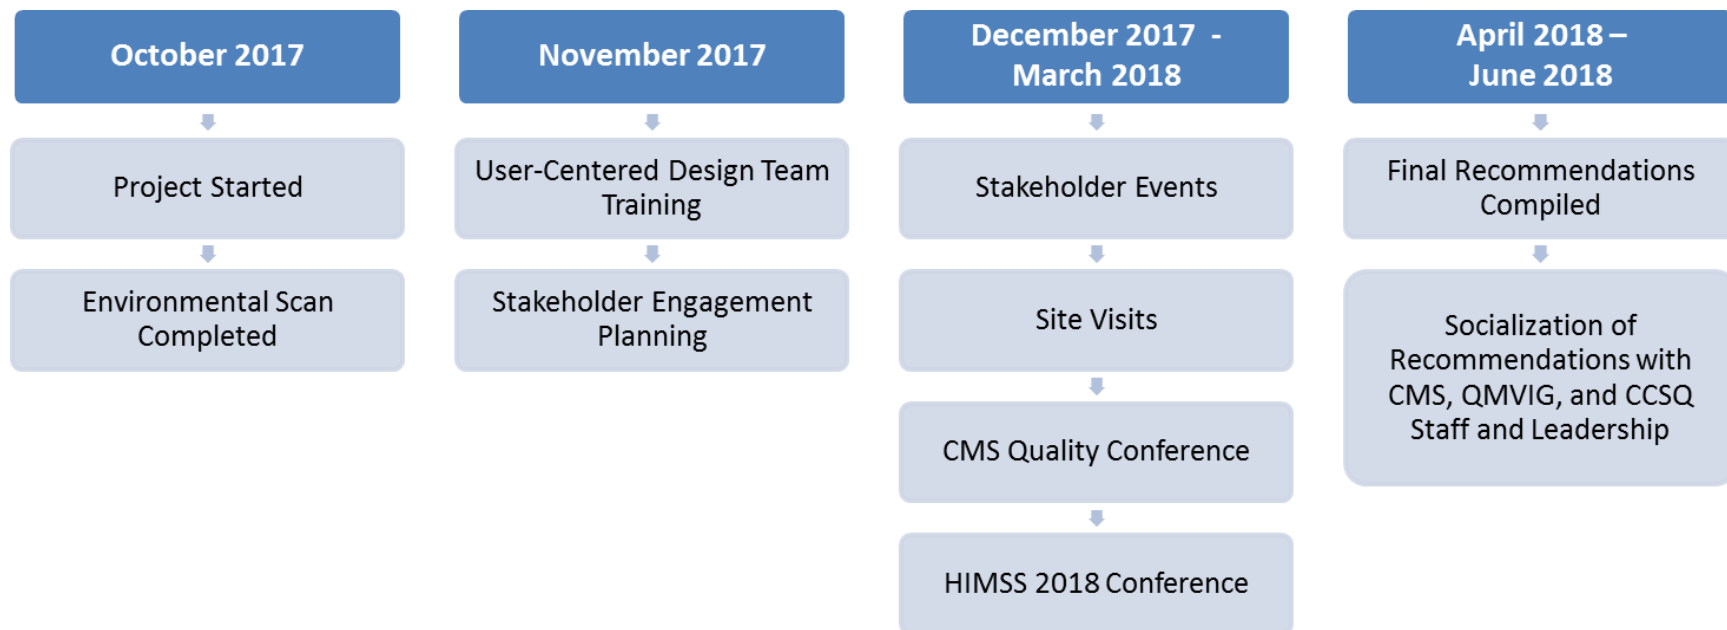 October 2017
Project Started
Environmental Scan
Completed
November 2017
User-Centered Design Team
Training
Stakeholder Engagement
Planning
December 2017 -
March 2018
Stakeholder Events
Site Visits
CMS Quality Conference
HIMSS 2018 Conference
April 2018 –
June 2018
Final Recommendations
Compiled
Socialization of
Recommendations with
CMS, QMVIG, and CCSQ
Staff and Leadership